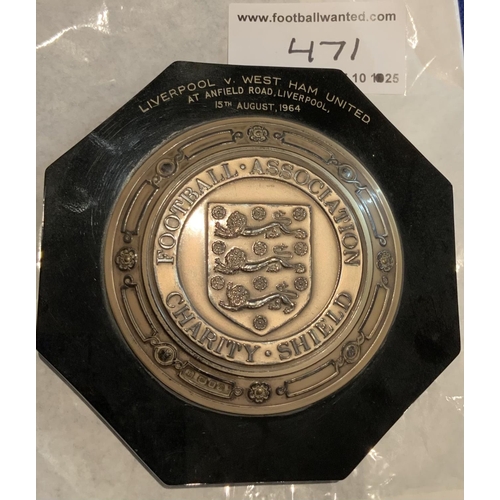 www.footballwanted.com
471
10 1925
LIVERPOOL v. WEST HAM UNITED
AT ANFIELD ROAD, LIVERPOOL,
15TH AUGUST, 1964
FOOTBALL · ASSOCIATION
CHARITY · SHIELD